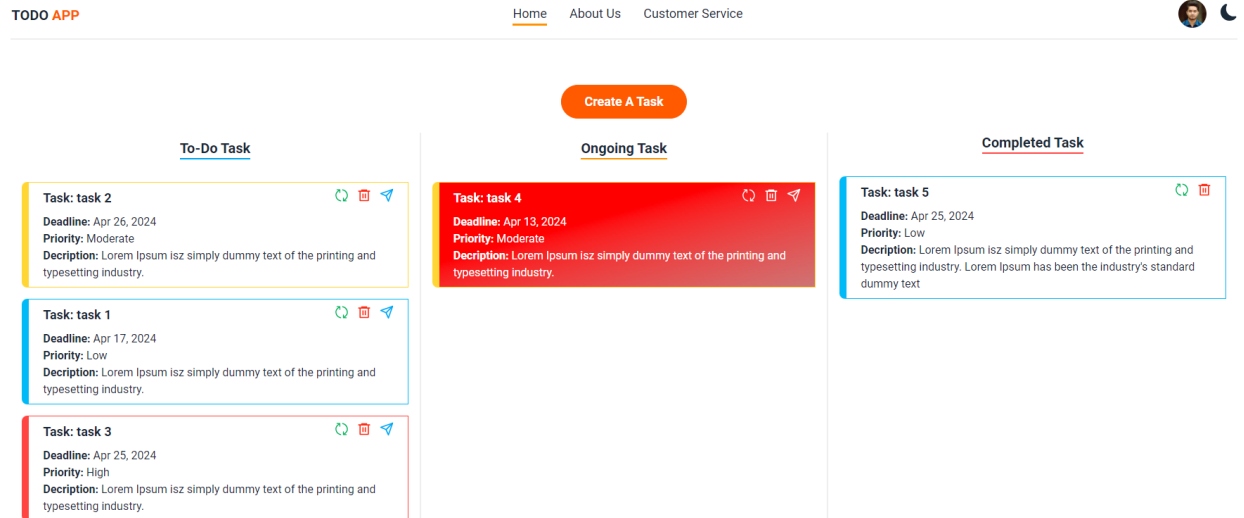 TODO APP
Home
About Us
Customer Service
Create A Task
To-Do Task
Task: task 2
Deadline: Apr 26, 2024
Priority: Moderate
Decription: Lorem Ipsum isz simply dummy text of the printing and
typesetting industry.
Task: task 1
Deadline: Apr 17, 2024
Priority: Low
Decription: Lorem Ipsum isz simply dummy text of the printing and
typesetting industry.
Task: task 3
Deadline: Apr 25, 2024
Priority: High
Decription: Lorem Ipsum isz simply dummy text of the printing and
typesetting industry.
Ongoing Task
Task: task 4
Deadline: Apr 13, 2024
Priority: Moderate
Decription: Lorem Ipsum isz simply dummy text of the printing and
typesetting industry.
Completed Task
Task: task 5
Deadline: Apr 25, 2024
Priority: Low
Decription: Lorem Ipsum isz simply dummy text of the printing and
typesetting industry. Lorem Ipsum has been the industry's standard
dummy text